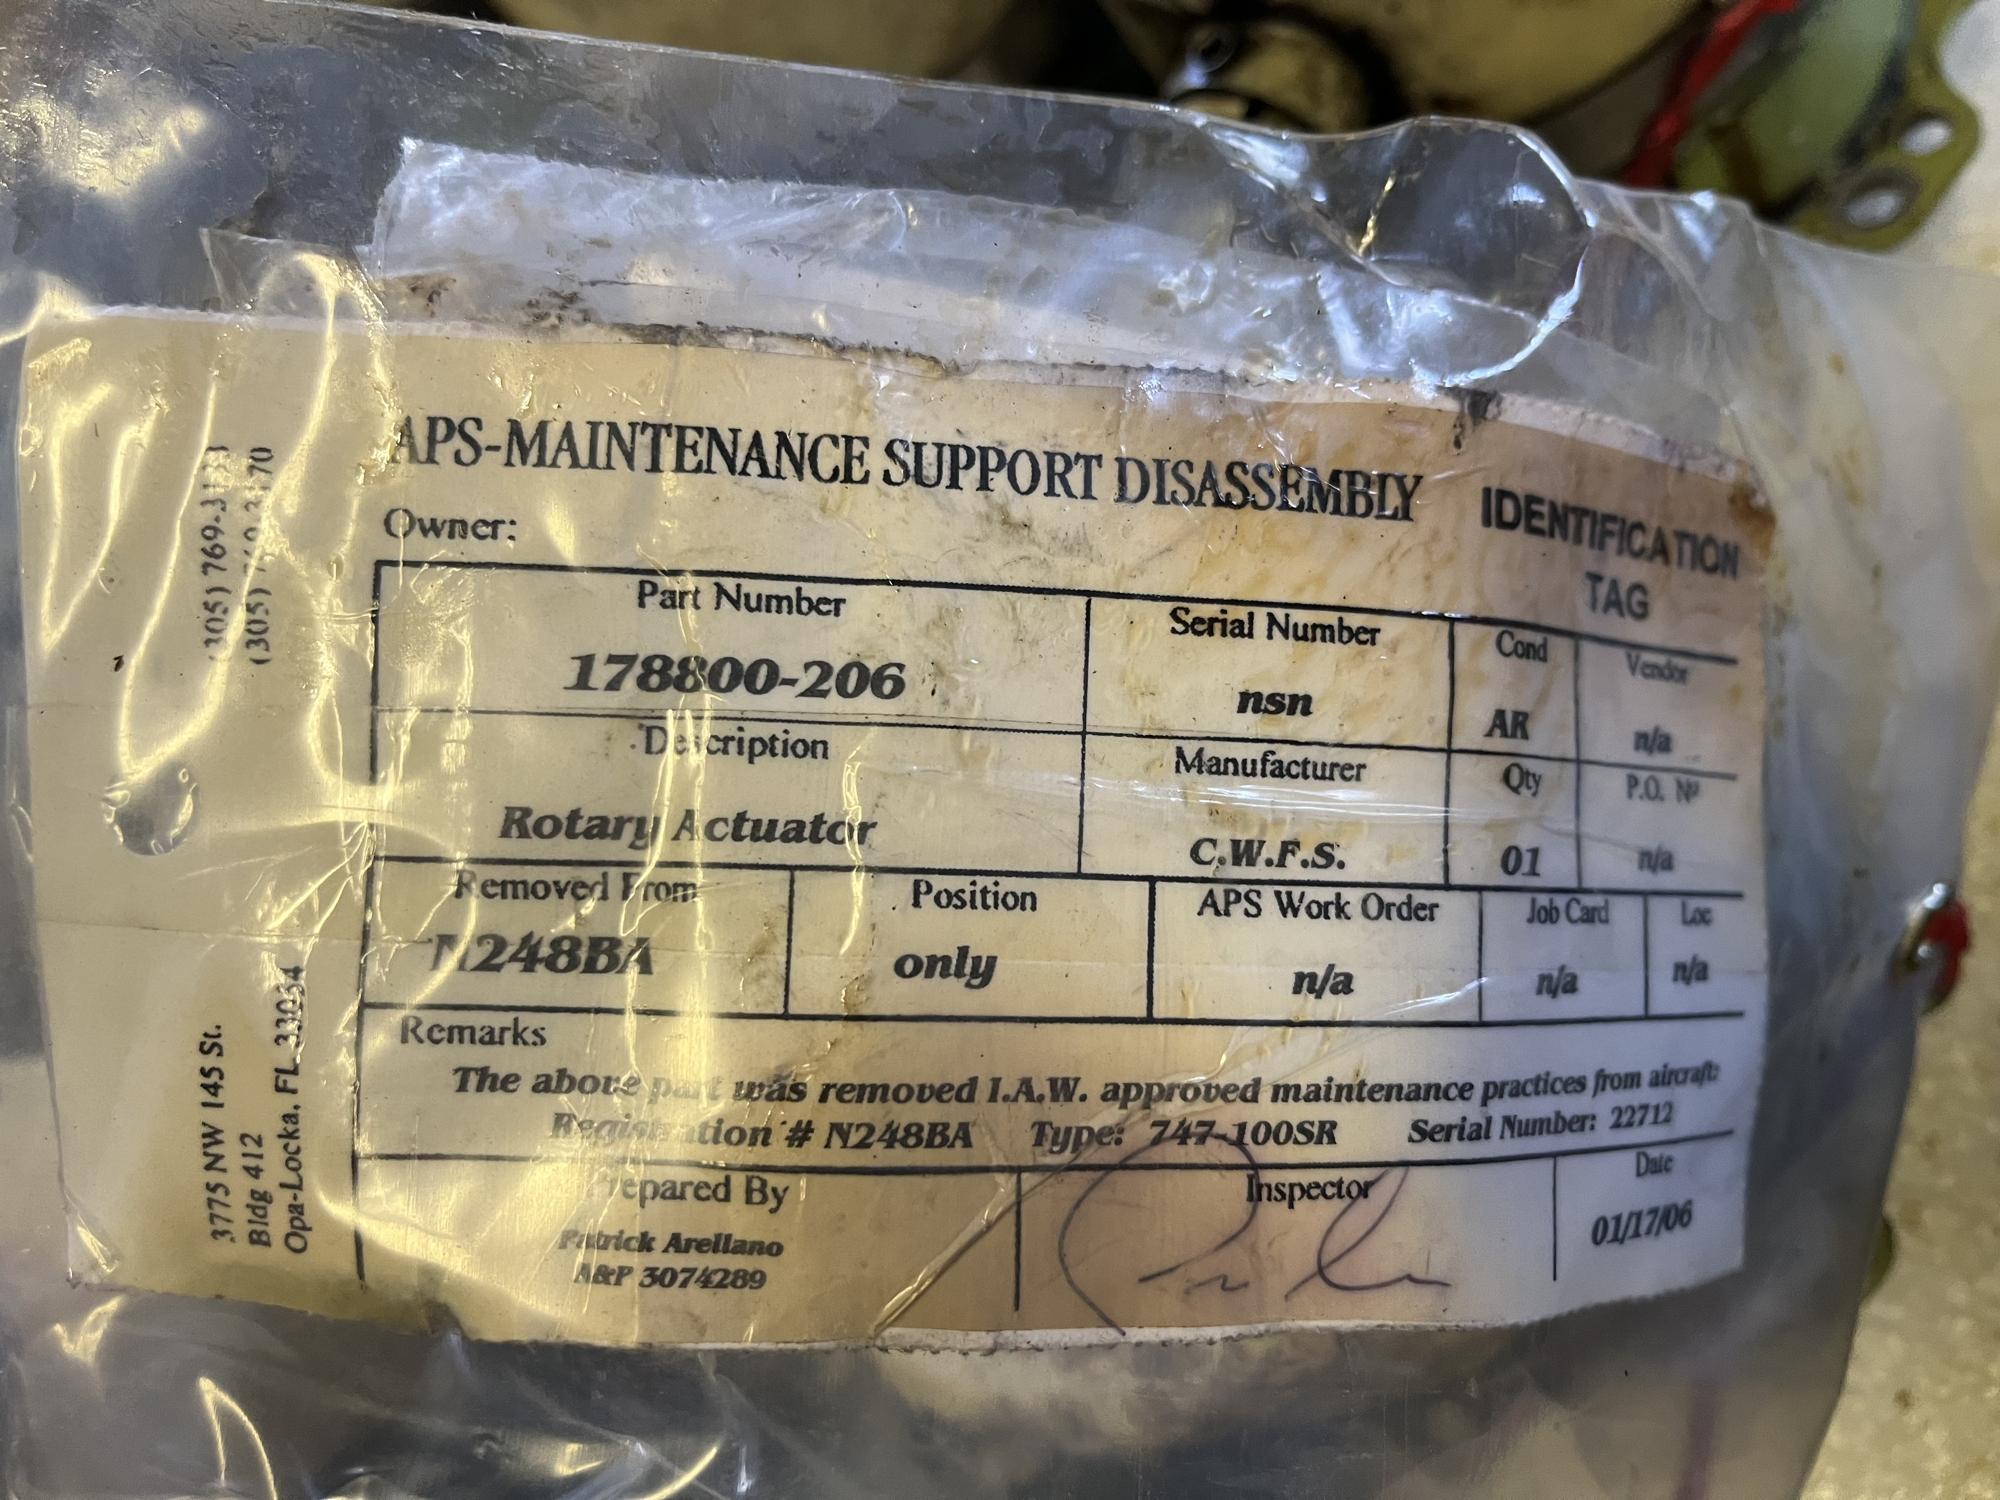 APS-MAINTENANCE SUPPORT DISASSEMBLY
IDENTIFICATION
TAG
Owner:
Part Number
178800-206
Serial Number
nsn
Cond
AR
Vendor
n/a
Description
Rotary Actuator
Manufacturer
C.W.F.S.
Qty
01
P.O. Nº
n/a
Removed From
N248BA
Position
only
APS Work Order
n/a
Job Card
n/a
Loc
n/a
Remarks
The above part was removed I.A.W. approved maintenance practices from aircraft:
Registration # N248BA Type: 747-100SR Serial Number: 22712
Prepared By
Patrick Arellano
A&P 3074289
Inspector
Date
01/17/06
3775 NW 145 St.
Bldg 412
Opa-Locka, FL 33054
(305)
(305)